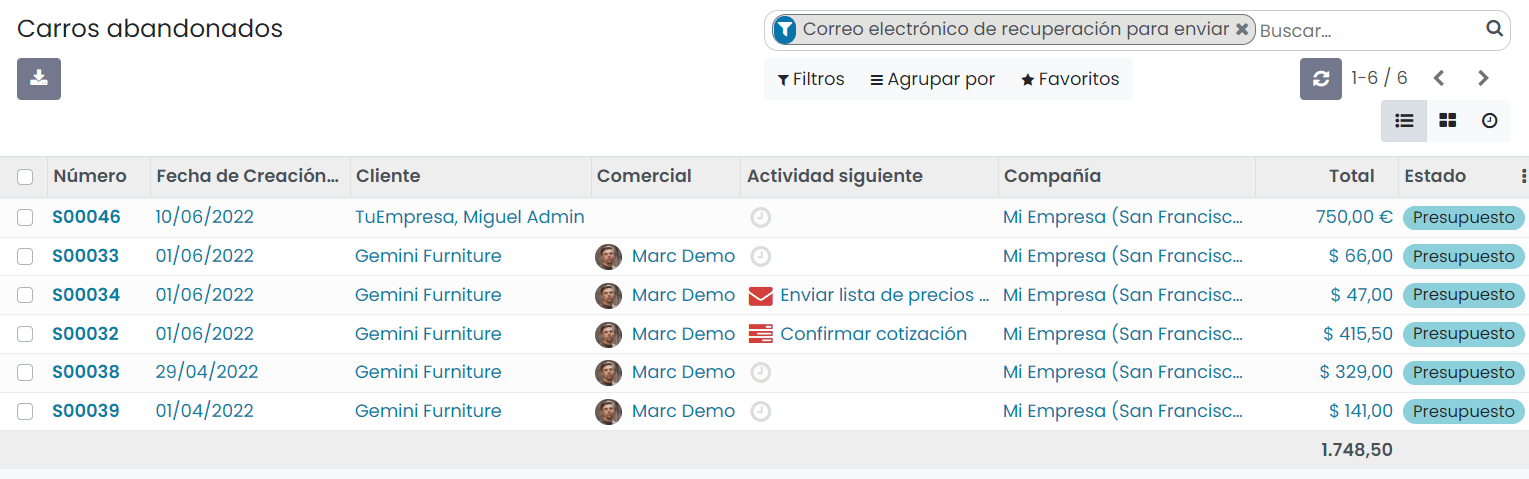 Carros abandonados
Correo electrónico de recuperación para enviar Buscar...
Filtros Agrupar por Favoritos 1-6 / 6
Número Fecha de Creación... Cliente Comercial Actividad siguiente Compañía Total Estado
S00046 10/06/2022 TuEmpresa, Miguel Admin Mi Empresa (San Francisc... 750,00 € Presupuesto
S00033 01/06/2022 Gemini Furniture Marc Demo Mi Empresa (San Francisc... $ 66,00 Presupuesto
S00034 01/06/2022 Gemini Furniture Marc Demo Enviar lista de precios ... Mi Empresa (San Francisc... $ 47,00 Presupuesto
S00032 01/06/2022 Gemini Furniture Marc Demo Confirmar cotización Mi Empresa (San Francisc... $ 415,50 Presupuesto
S00038 29/04/2022 Gemini Furniture Marc Demo Mi Empresa (San Francisc... $ 329,00 Presupuesto
S00039 01/04/2022 Gemini Furniture Marc Demo Mi Empresa (San Francisc... $ 141,00 Presupuesto
1.748,50